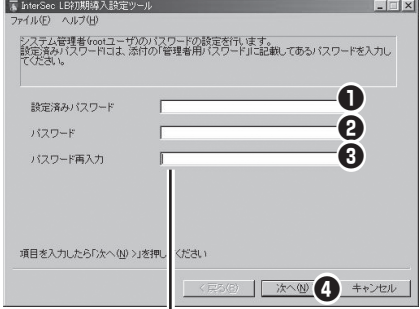 InterSec LB初期導入設定ツール
ファイル(F) ヘルプ(H)
システム管理者(rootユーザ)のパスワードの設定を行います。
設定済みパスワードには、添付の「管理者用パスワード」に記載してあるパスワードを入力し
てください。
設定済みパスワード ❶
パスワード ❷
パスワード再入力 ❸
項目を入力したら「次へ(N) >」を押し ください
< 戻る(B) 次へ(N) ❹ キャンセル